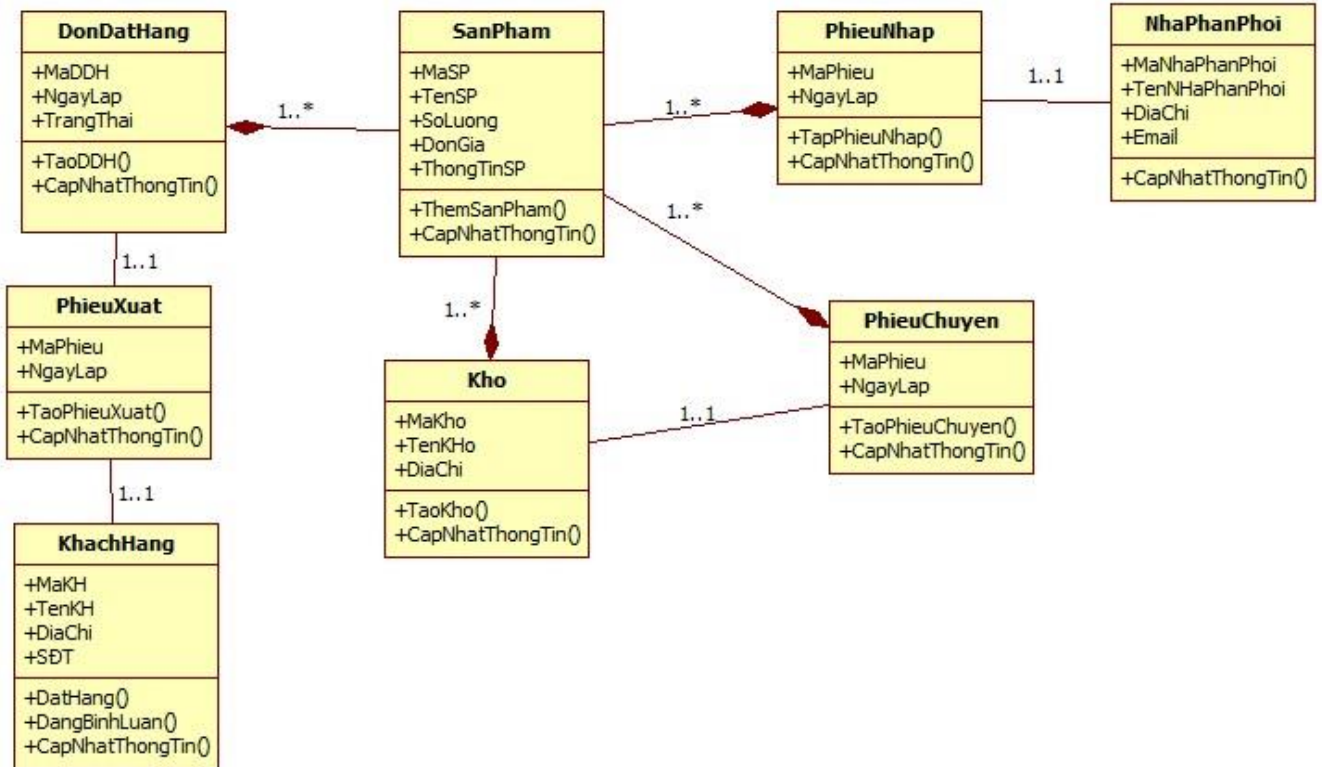 DonDatHang
+MaDDH
+NgayLap
+TrangThai
+TaoDDH()
+CapNhatThongTin()
1..*
SanPham
+MaSP
+TenSP
+SoLuong
+DonGia
+ThongTinSP
+ThemSanPham()
+CapNhatThongTin()
1..*
PhieuNhap
+MaPhieu
+NgayLap
+TapPhieuNhap()
+CapNhatThongTin()
1..1
NhaPhanPhoi
+MaNhaPhanPhoi
+TenNHaPhanPhoi
+DiaChi
+Email
+CapNhatThongTin()
1..*
1..1
PhieuXuat
+MaPhieu
+NgayLap
+TaoPhieuXuat()
+CapNhatThongTin()
1..*
Kho
+MaKho
+TenKHo
+DiaChi
+TaoKho()
+CapNhatThongTin()
1..1
PhieuChuyen
+MaPhieu
+NgayLap
+TaoPhieuChuyen()
+CapNhatThongTin()
1..1
KhachHang
+MaKH
+TenKH
+DiaChi
+SĐT
+DatHang()
+DangBinhLuan()
+CapNhatThongTin()